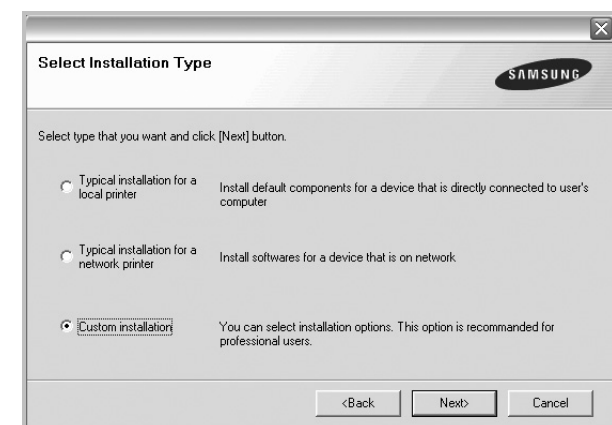 Select Installation Type
SAMSUNG
Select type that you want and click [Next] button.
Typical installation for a
local printer
Install default components for a device that is directly connected to user's
computer
Typical installation for a
network printer
Install softwares for a device that is on network
Custom installation
You can select installation options. This option is recommanded for
professional users.
<Back
Next>
Cancel